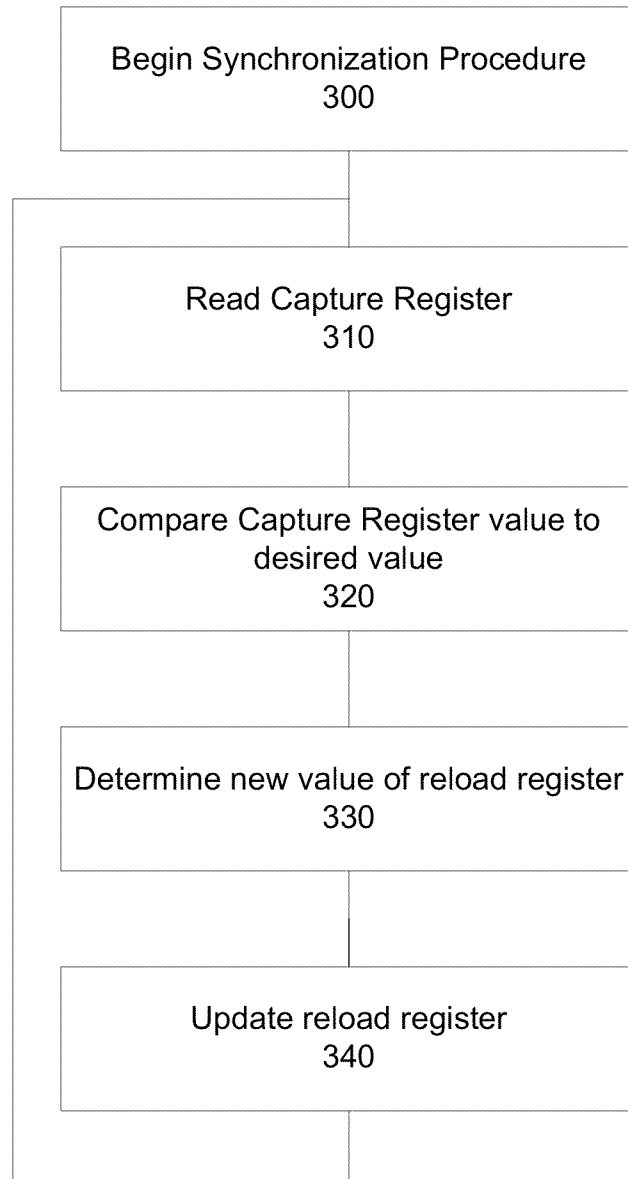 Begin Synchronization Procedure
300
Read Capture Register
310
Compare Capture Register value to
desired value
320
Determine new value of reload register
330
Update reload register
340